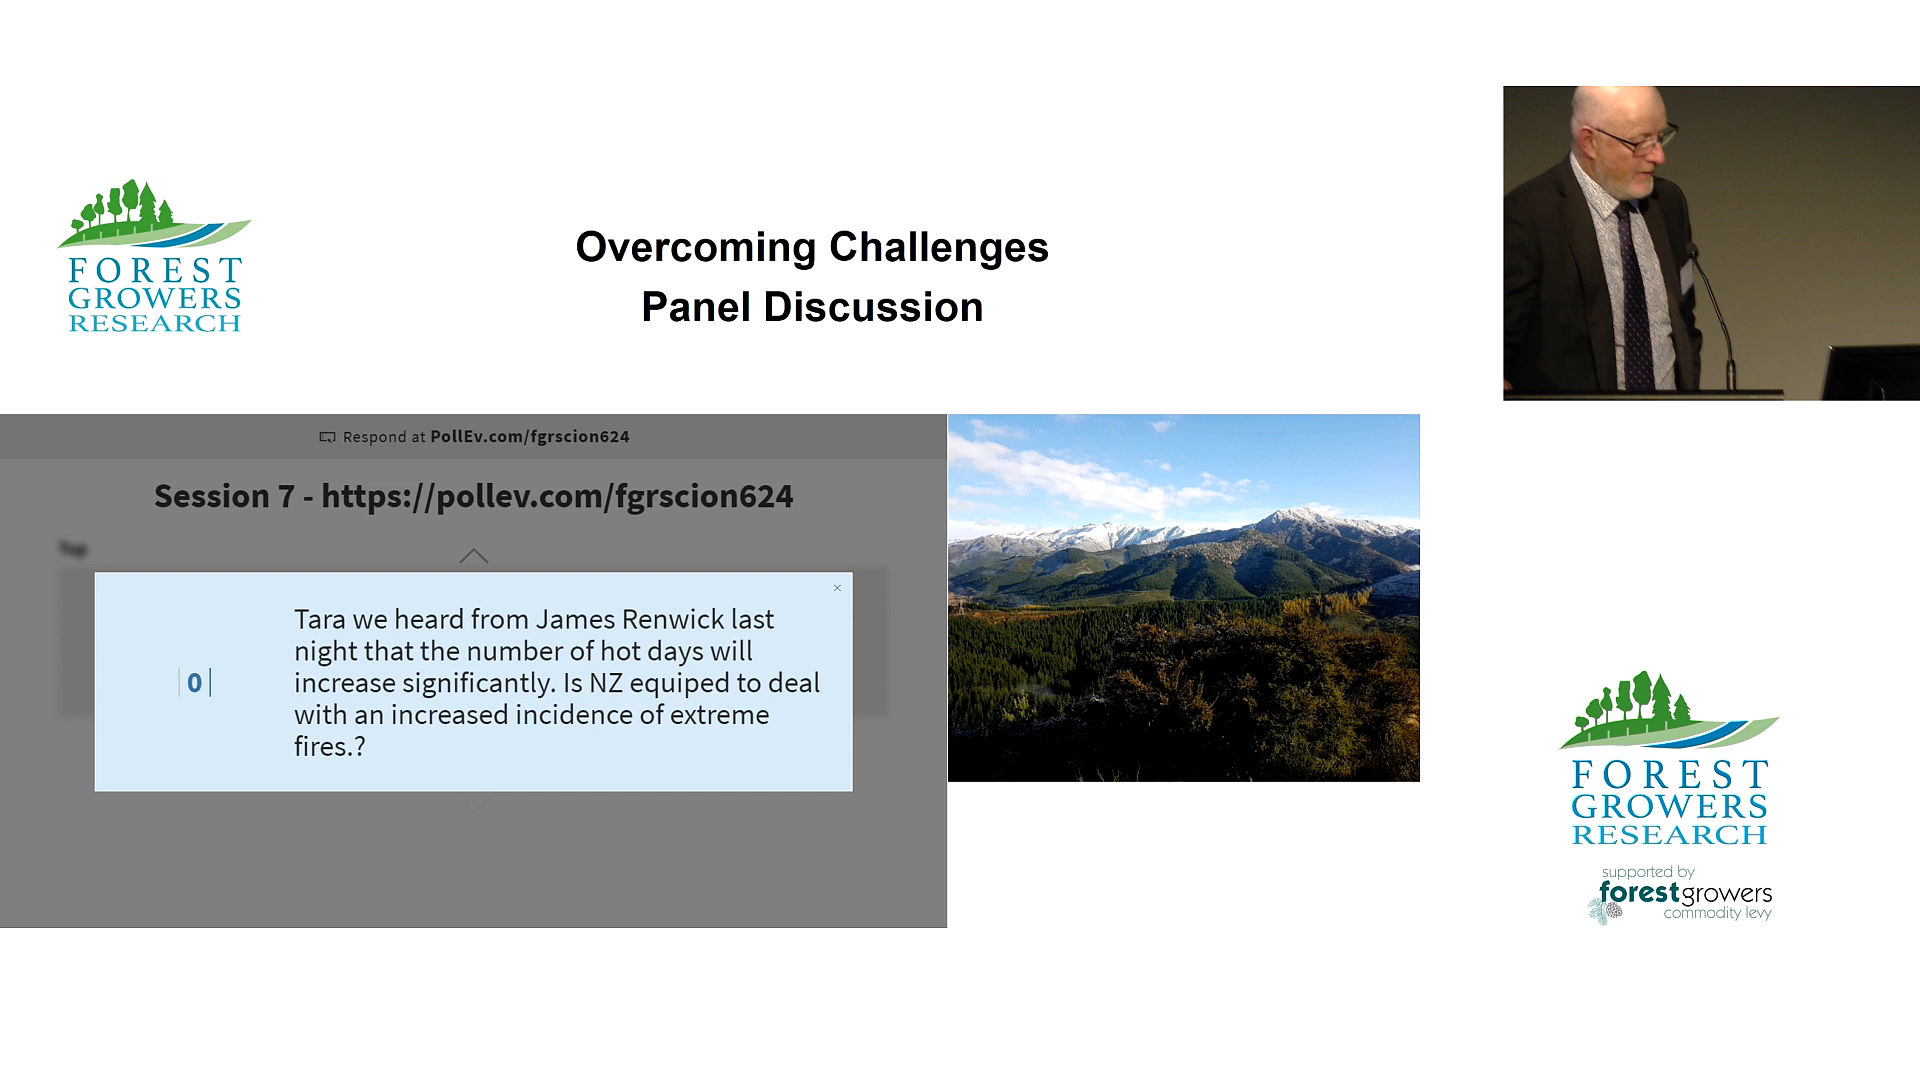 FOREST
GROWERS
RESEARCH
Overcoming Challenges
Panel Discussion
Respond at PollEv.com/fgrscion624
Session 7 - https://pollev.com/fgrscion624
Top
×
0
Tara we heard from James Renwick last
night that the number of hot days will
increase significantly. Is NZ equiped to deal
with an increased incidence of extreme
fires.?
FOREST
GROWERS
RESEARCH
supported by
forestgrowers
commodity levy